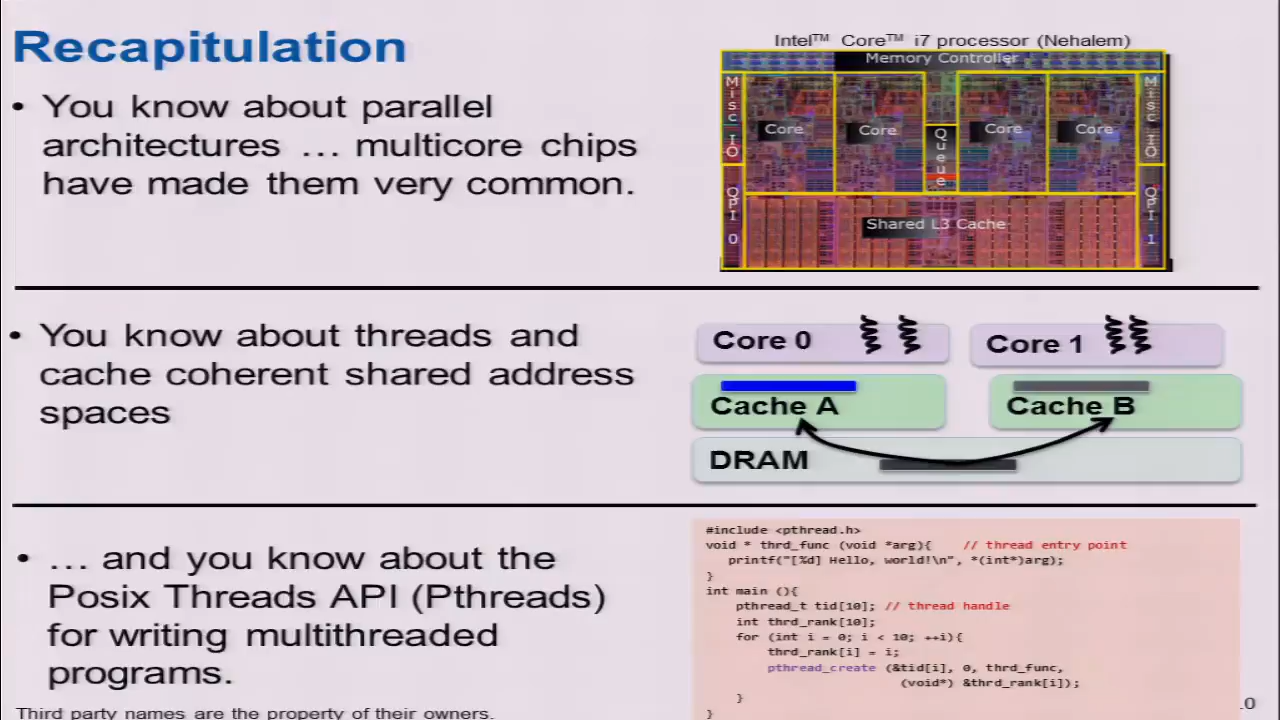 Recapitulation
• You know about parallel
architectures … multicore chips
have made them very common.
Intel™ Core™ i7 processor (Nehalem)
Memory Controller
Misc IO
Core
Core
Queue
Core
Core
Misc IO
QPI 0
Shared L3 Cache
QPI 1
• You know about threads and
cache coherent shared address
spaces
Core 0
Core 1
Cache A
Cache B
DRAM
• … and you know about the
Posix Threads API (Pthreads)
for writing multithreaded
programs.
#include <pthread.h>
void * thrd_func (void *arg){ // thread entry point
printf("[%d] Hello, world!\n", *(int*)arg);
}
int main (){
pthread_t tid[10]; // thread handle
int thrd_rank[10];
for (int i = 0; i < 10; ++i){
thrd_rank[i] = i;
pthread_create (&tid[i], 0, thrd_func,
(void*) &thrd_rank[i]);
}
}
Third party names are the property of their owners.